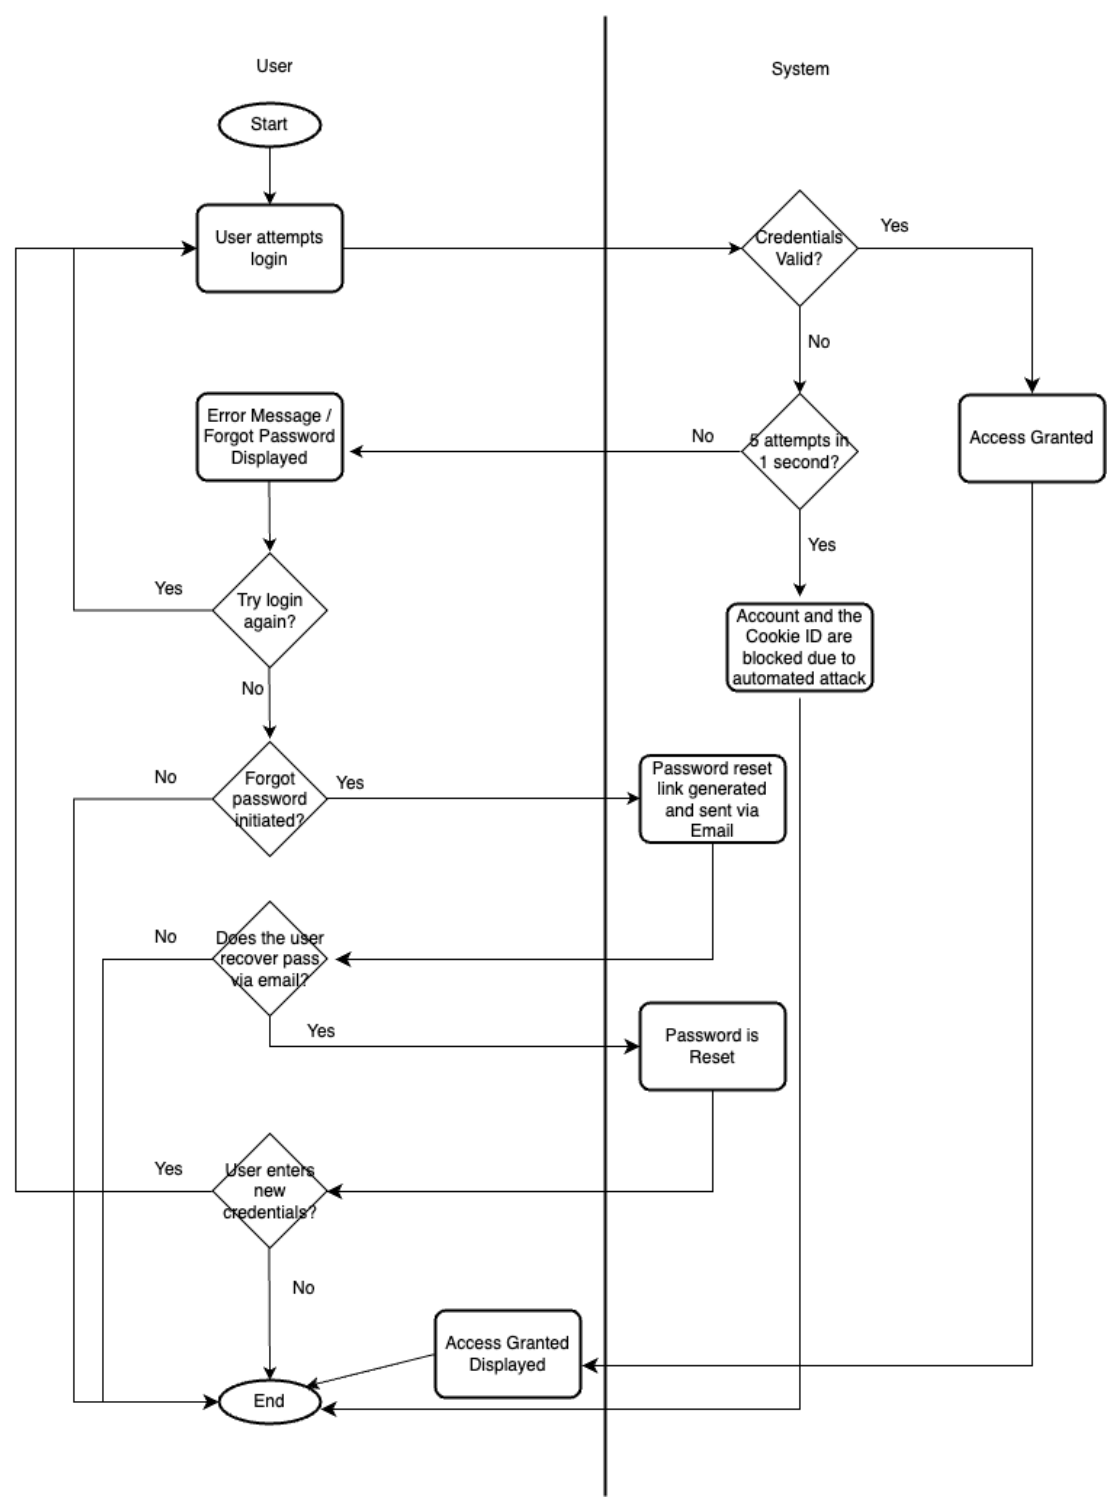 User
System
Start
User attempts
login
Credentials
Valid?
Yes
No
Error Message /
Forgot Password
Displayed
No
5 attempts in
1 second?
Access Granted
Yes
Yes
Try login
again?
Account and the
Cookie ID are
blocked due to
automated attack
No
No
Forgot
password
initiated?
Yes
Password reset
link generated
and sent via
Email
No
Does the user
recover pass
via email?
Yes
Password is
Reset
Yes
User enters
new
credentials?
No
Access Granted
Displayed
End